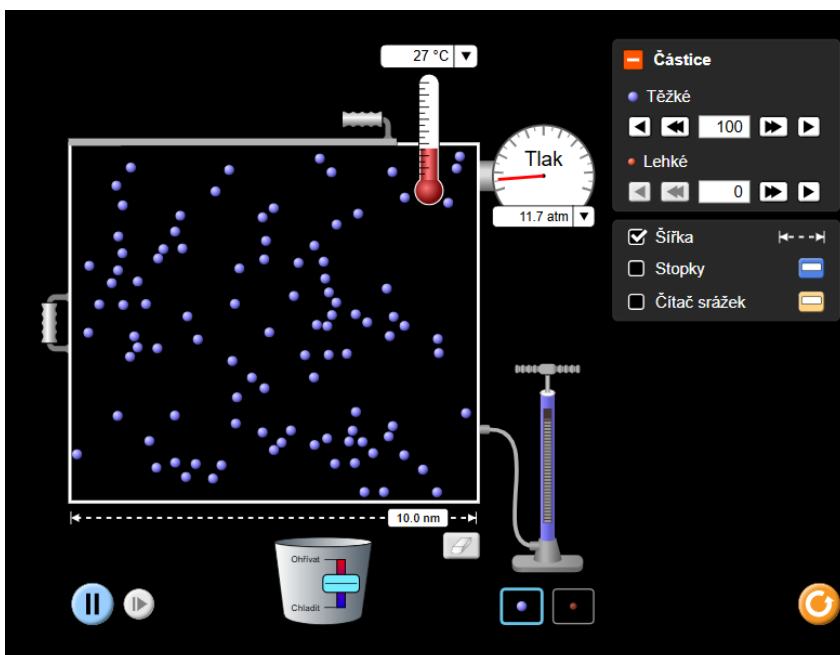 27 °C
Částice
Těžké
100
Tlak
Lehké
0
11.7 atm
Šířka
Stopky
Čítač srážek
10.0 nm
Ohřívat
Chladit